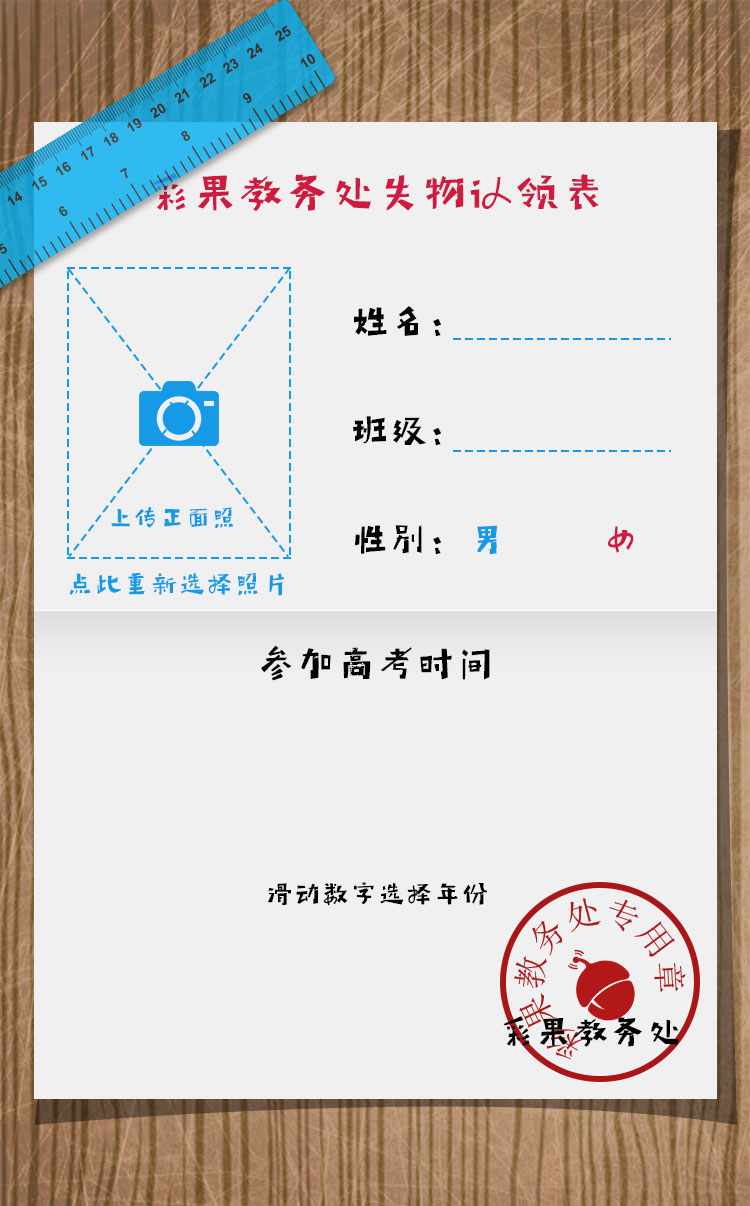 14 15 16 17 18 19 20 21 22 23 24 25
5 6 7 8 9 10
彩果教务处失物认领表
姓名：
班级：
上传正面照
性别： 男 め
点此重新选择照片
参加高考时间
滑动数字选择年份
彩果教务处专用章
彩果教务处